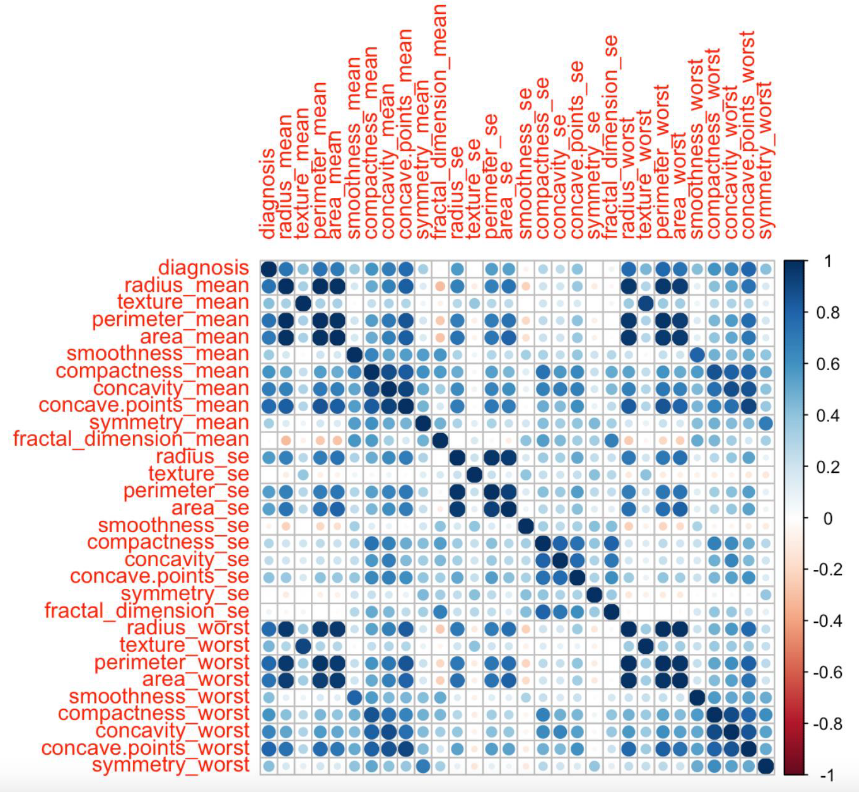 diagnosis
radius_mean
texture_mean
perimeter_mean
area_mean
smoothness_mean
compactness_mean
concavity_mean
concave.points_mean
symmetry_mean
fractal_dimension_mean
radius_se
texture_se
perimeter_se
area_se
smoothness_se
compactness_se
concavity_se
concave.points_se
symmetry_se
fractal_dimension_se
radius_worst
texture_worst
perimeter_worst
area_worst
smoothness_worst
compactness_worst
concavity_worst
concave.points_worst
symmetry_worst
diagnosis
radius_mean
texture_mean
perimeter_mean
area_mean
smoothness_mean
compactness_mean
concavity_mean
concave.points_mean
symmetry_mean
fractal_dimension_mean
radius_se
texture_se
perimeter_se
area_se
smoothness_se
compactness_se
concavity_se
concave.points_se
symmetry_se
fractal_dimension_se
radius_worst
texture_worst
perimeter_worst
area_worst
smoothness_worst
compactness_worst
concavity_worst
concave.points_worst
symmetry_worst
1
0.8
0.6
0.4
0.2
0
-0.2
-0.4
-0.6
-0.8
-1